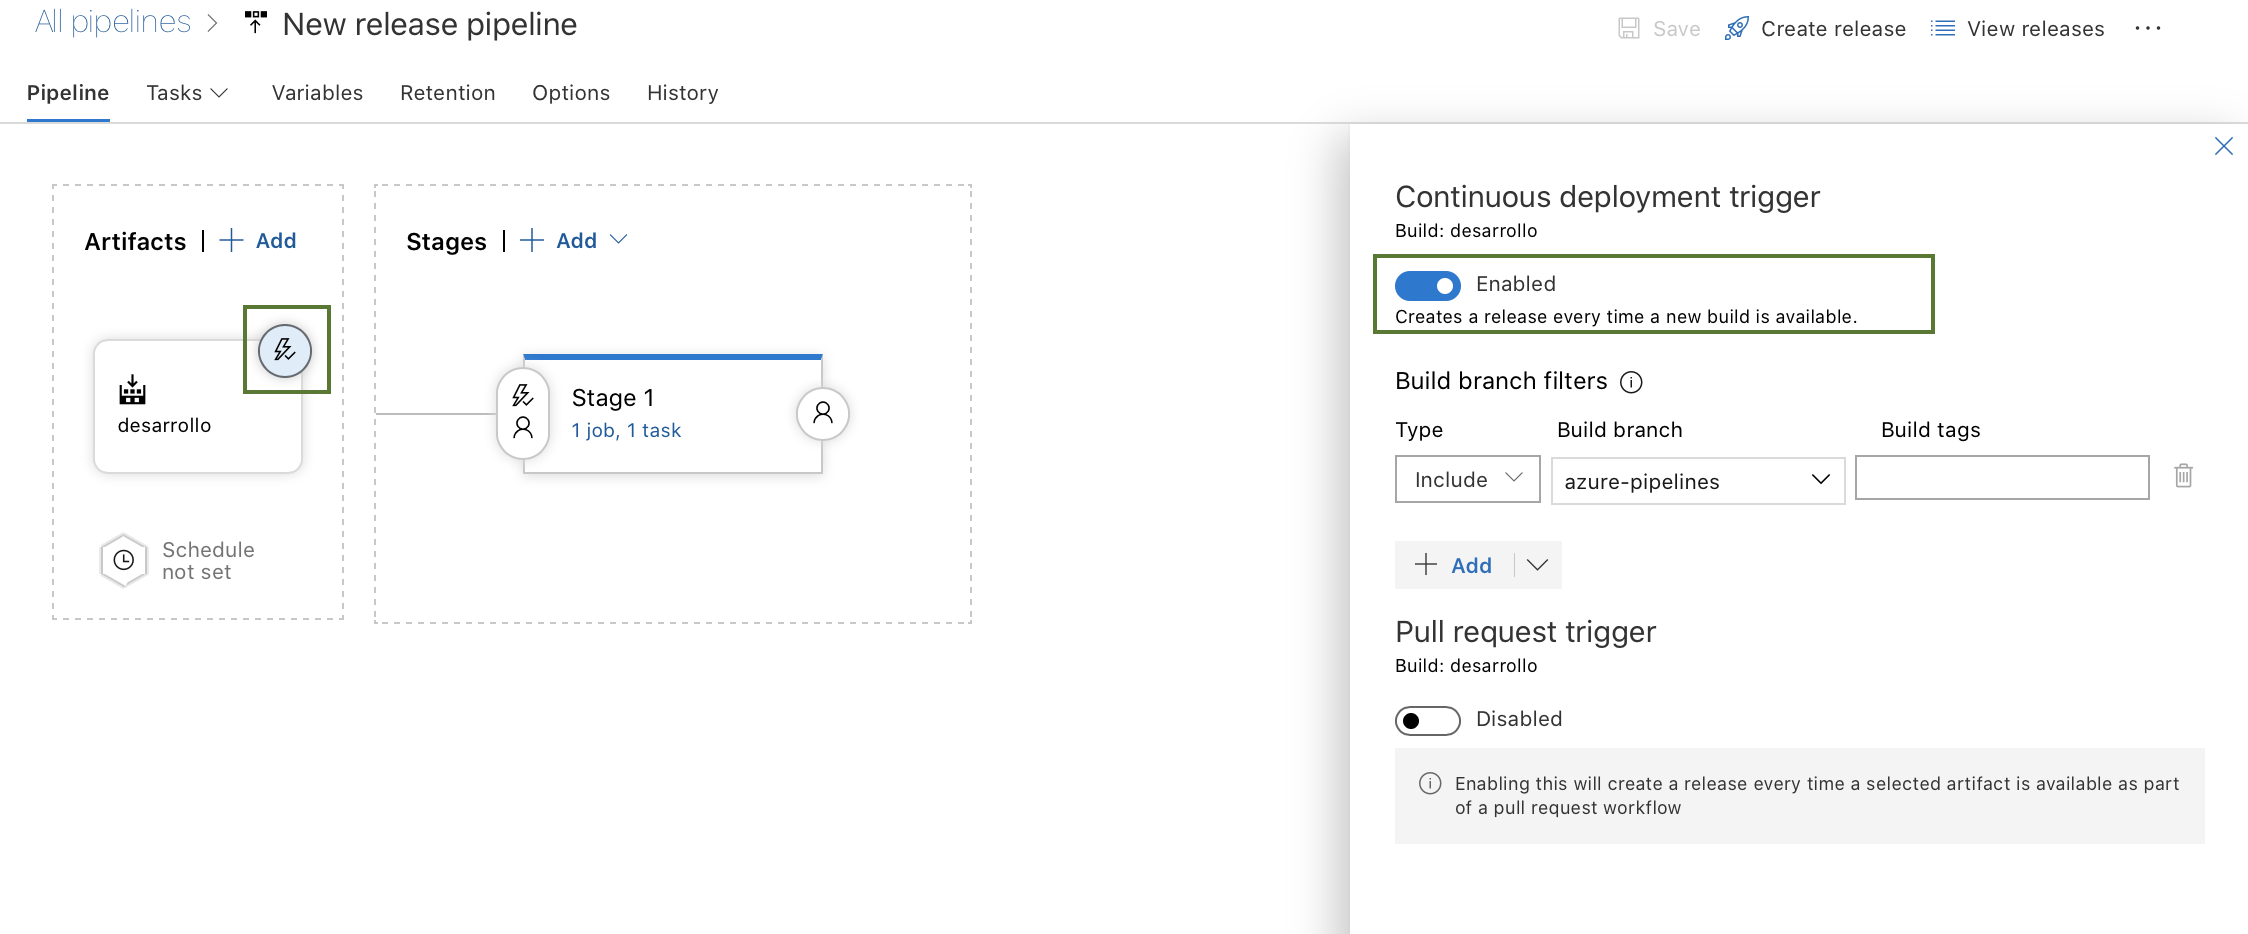 All pipelines
New release pipeline
Save
Create release
View releases
Pipeline
Tasks
Variables
Retention
Options
History
Artifacts
Add
desarrollo
Schedule
not set
Stages
Add
Stage 1
1 job, 1 task
Continuous deployment trigger
Build: desarrollo
Enabled
Creates a release every time a new build is available.
Build branch filters
Type
Build branch
Build tags
Include
azure-pipelines
Add
Pull request trigger
Build: desarrollo
Disabled
Enabling this will create a release every time a selected artifact is available as part
of a pull request workflow